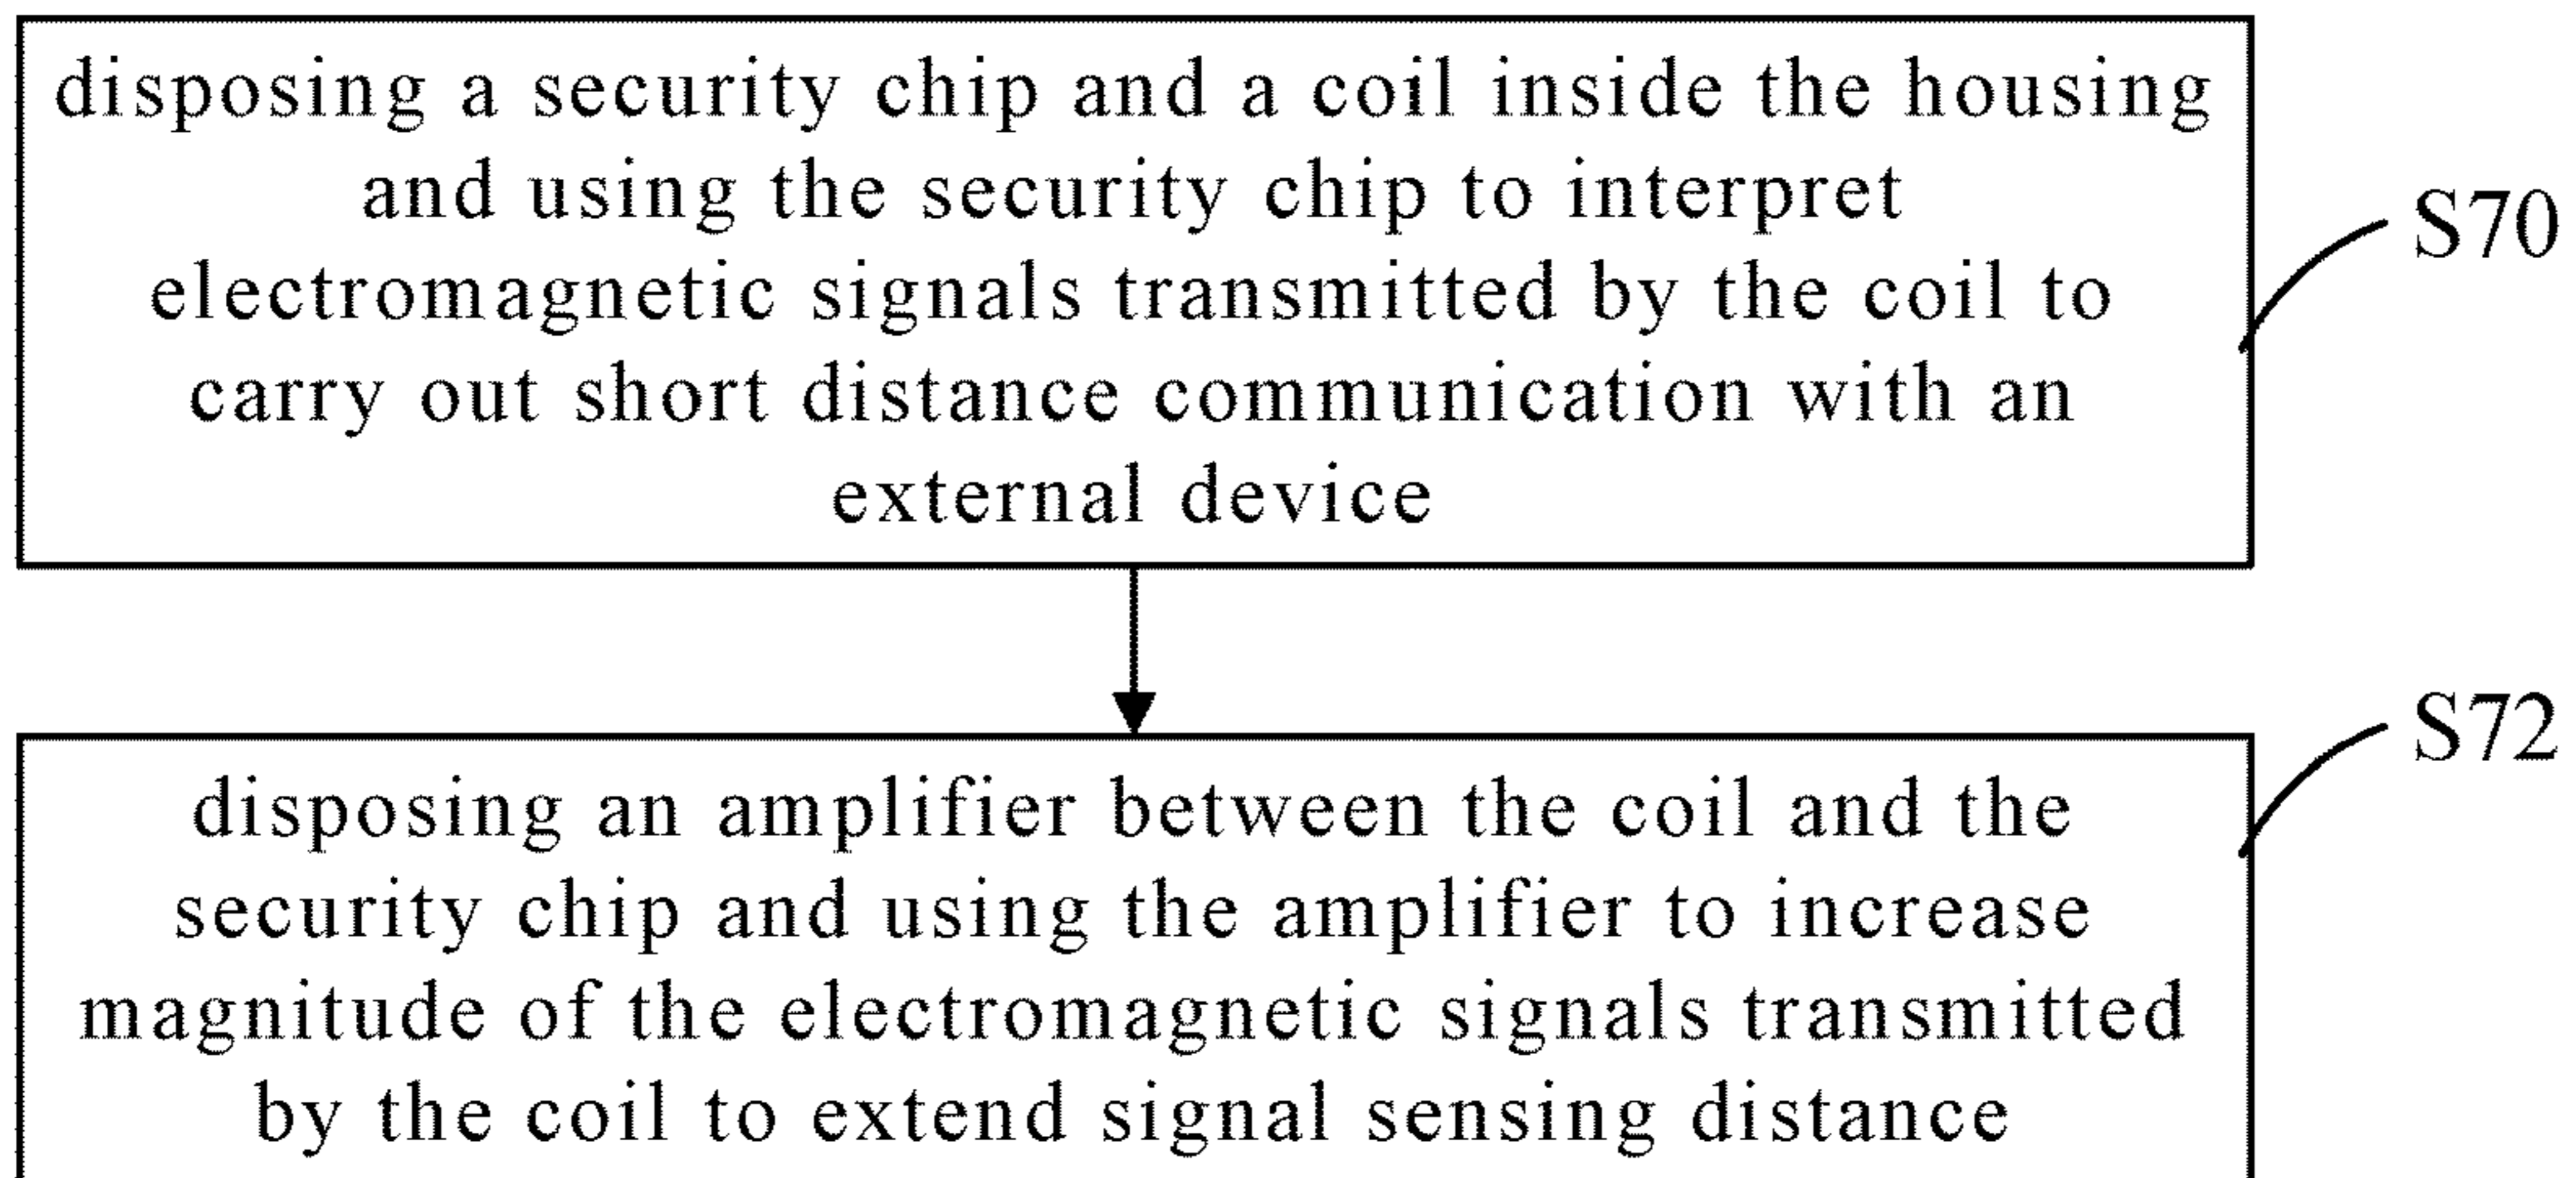 disposing a security chip and a coil inside the housing
and using the security chip to interpret
electromagnetic signals transmitted by the coil to
carry out short distance communication with an
external device
S70
disposing an amplifier between the coil and the
security chip and using the amplifier to increase
magnitude of the electromagnetic signals transmitted
by the coil to extend signal sensing distance
S72